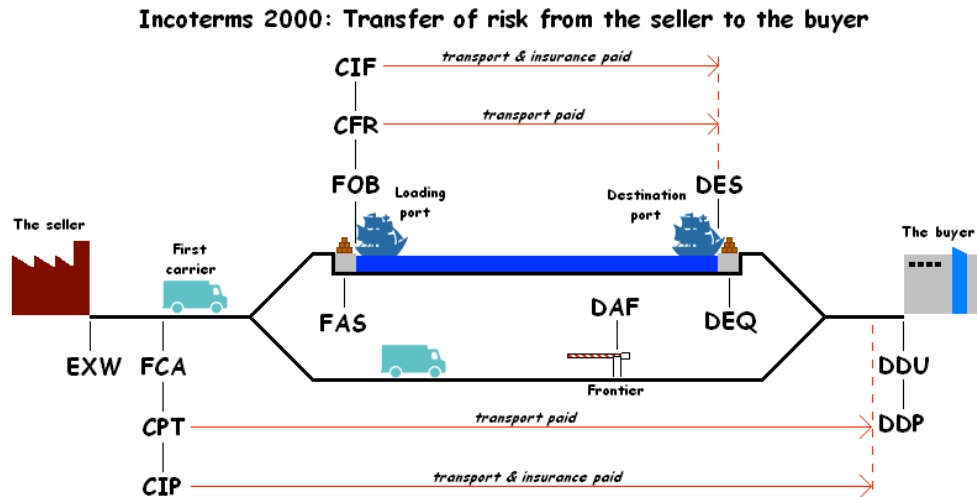 Incoterms 2000: Transfer of risk from the seller to the buyer
CIF
transport & insurance paid
CFR
transport paid
FOB
Loading
port
Destination
port
DES
The seller
First
carrier
The buyer
FAS
DAF
DEQ
EXW
FCA
Frontier
DDU
CPT
transport paid
DDP
CIP
transport & insurance paid